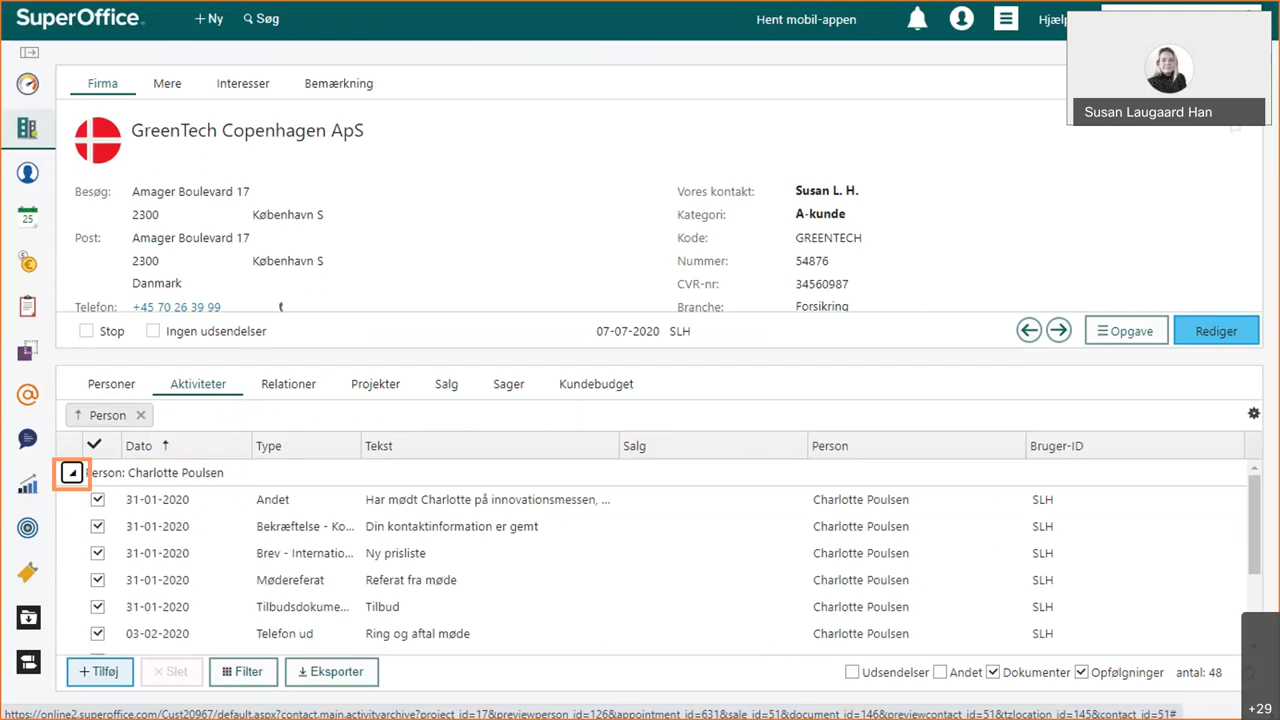 SuperOffice
+ Ny
Søg
Hent mobil-appen
Hjælp
Susan Laugaard Han
Firma
Mere
Interesser
Bemærkning
GreenTech Copenhagen ApS
Besøg:
Amager Boulevard 17
2300
København S
Post:
Amager Boulevard 17
2300
København S
Danmark
Telefon:
+45 70 26 39 99
Vores kontakt:
Susan L. H.
Kategori:
A-kunde
Kode:
GREENTECH
Nummer:
54876
CVR-nr:
34560987
Branche:
Forsikring
Stop
Ingen udsendelser
07-07-2020 SLH
Opgave
Rediger
Personer
Aktiviteter
Relationer
Projekter
Salg
Sager
Kundebudget
Person
Dato
Type
Tekst
Salg
Person
Bruger-ID
Person: Charlotte Poulsen
31-01-2020 Andet Har mødt Charlotte på innovationsmessen, ... Charlotte Poulsen SLH
31-01-2020 Bekræftelse - Ko... Din kontaktinformation er gemt Charlotte Poulsen SLH
31-01-2020 Brev - Internatio... Ny prisliste Charlotte Poulsen SLH
31-01-2020 Mødereferat Referat fra møde Charlotte Poulsen SLH
31-01-2020 Tilbudsdokume... Tilbud Charlotte Poulsen SLH
03-02-2020 Telefon ud Ring og aftal møde Charlotte Poulsen SLH
+ Tilføj
Slet
Filter
Eksporter
Udsendelser
Andet
Dokumenter
Opfølgninger
antal: 48
25
+29
https://online2.superoffice.com/Cust20967/default.aspx?contact.main.activityarchive?project_id=17&previewperson_id=126&appointment_id=631&sale_id=51&document_id=146&previewcontact_id=51&tzlocation_id=145&contact_id=51#